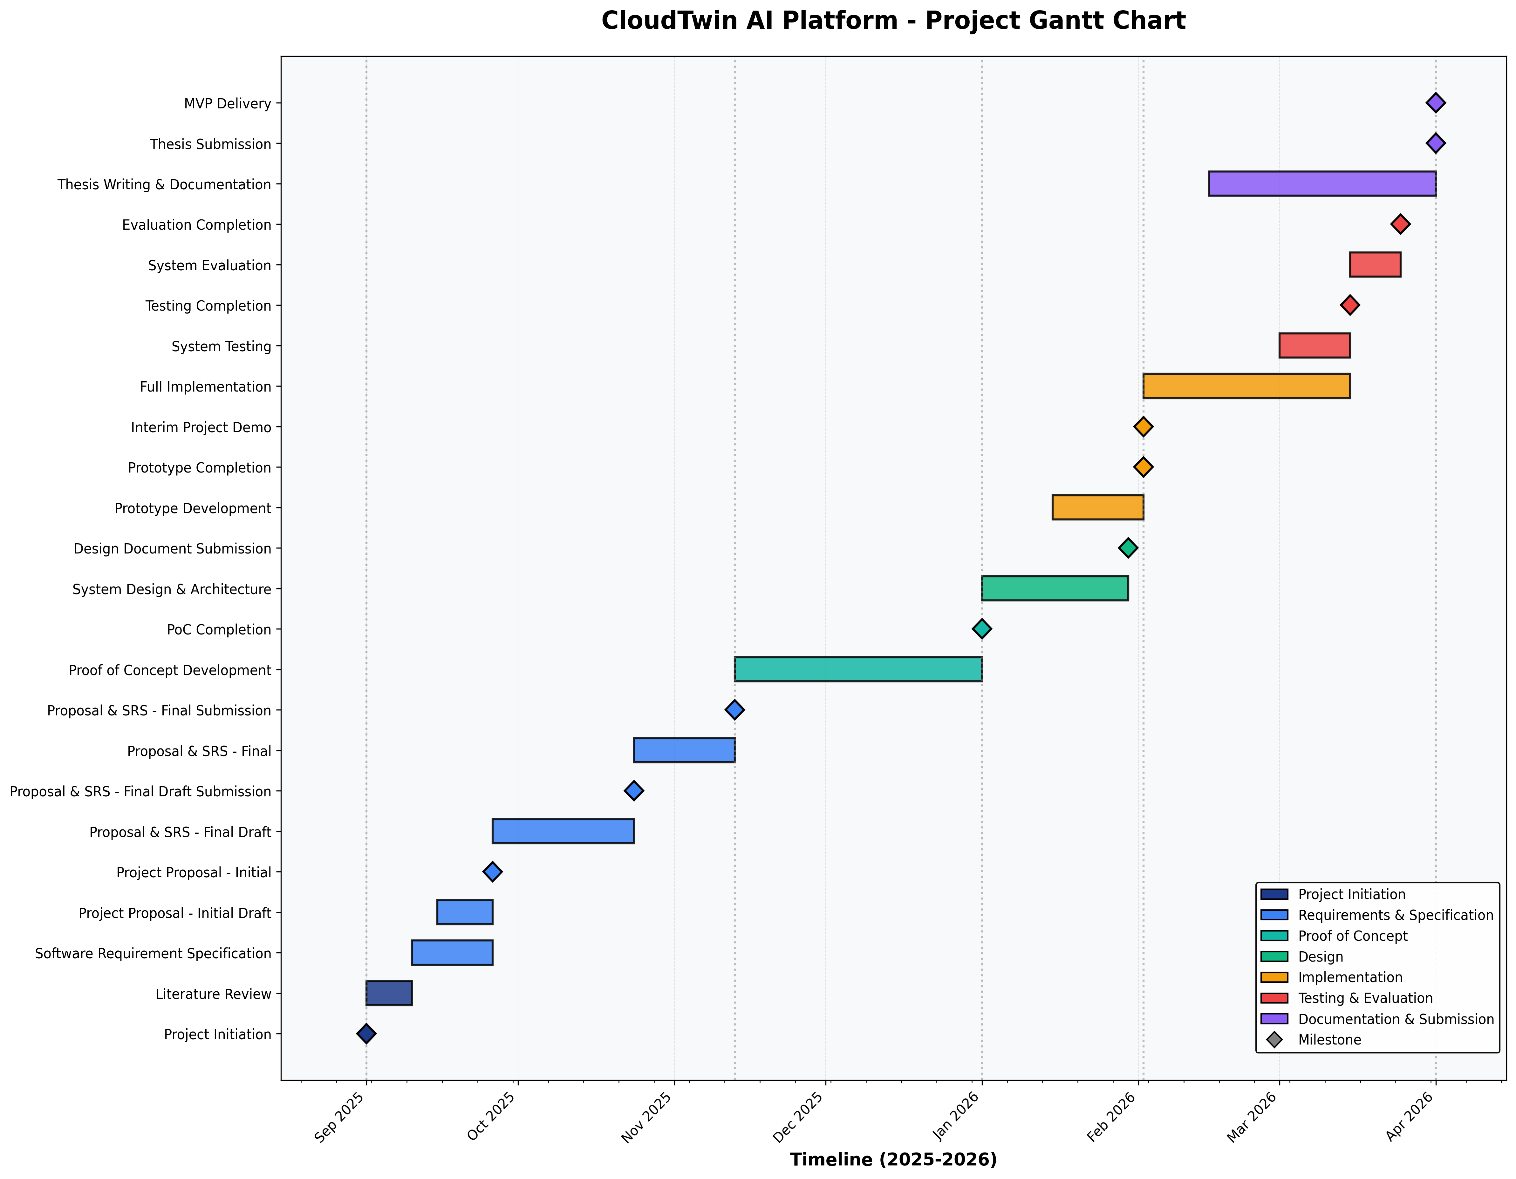 CloudTwin AI Platform - Project Gantt Chart
MVP Delivery
Thesis Submission
Thesis Writing & Documentation
Evaluation Completion
System Evaluation
Testing Completion
System Testing
Full Implementation
Interim Project Demo
Prototype Completion
Prototype Development
Design Document Submission
System Design & Architecture
PoC Completion
Proof of Concept Development
Proposal & SRS - Final Submission
Proposal & SRS - Final
Proposal & SRS - Final Draft Submission
Proposal & SRS - Final Draft
Project Proposal - Initial
Project Proposal - Initial Draft
Software Requirement Specification
Literature Review
Project Initiation
Project Initiation
Requirements & Specification
Proof of Concept
Design
Implementation
Testing & Evaluation
Documentation & Submission
Milestone
Sep 2025
Oct 2025
Nov 2025
Dec 2025
Jan 2026
Feb 2026
Mar 2026
Apr 2026
Timeline (2025-2026)